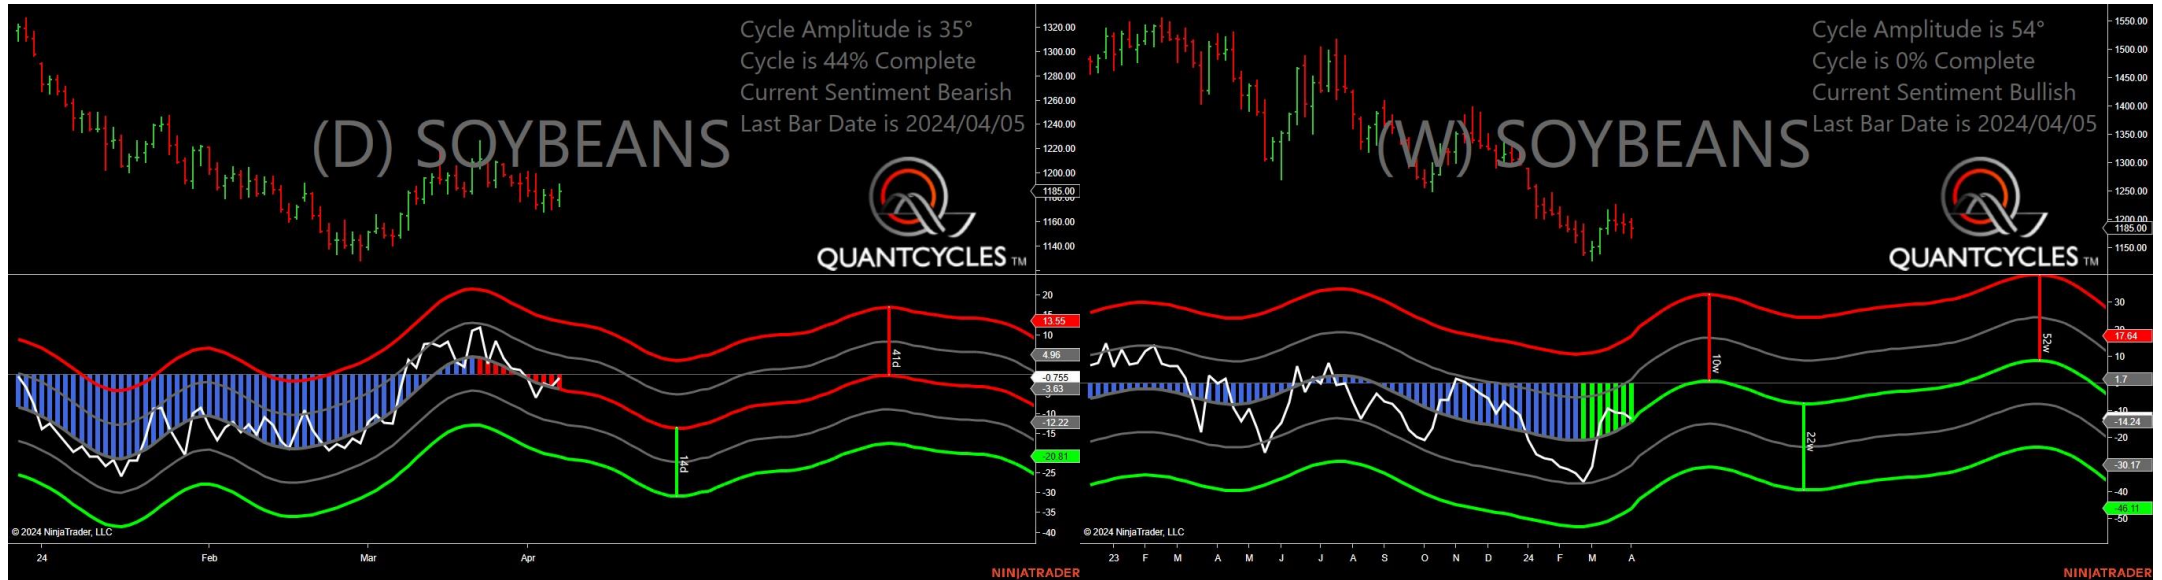 Cycle Amplitude is 35°
Cycle is 44% Complete
Current Sentiment Bearish
Last Bar Date is 2024/04/05
(D) SOYBEANS
QUANTCYCLES TM
1320.00
1300.00
1280.00
1260.00
1240.00
1220.00
1200.00
1185.00
1160.00
1140.00
20
13.55
10
4.96
-0.755
-3.63
-10
-12.22
-15
-20.81
-30
-35
-40
41d
14d
© 2024 NinjaTrader, LLC
24 Feb Mar Apr
NINJATRADER
Cycle Amplitude is 54°
Cycle is 0% Complete
Current Sentiment Bullish
Last Bar Date is 2024/04/05
(W) SOYBEANS
QUANTCYCLES TM
1550.00
1500.00
1450.00
1400.00
1350.00
1300.00
1250.00
1200.00
1185.00
1150.00
30
17.64
10
1.7
-14.24
-20
-30.17
-40
-46.11
-50
10w
22w
52w
© 2024 NinjaTrader, LLC
23 F M A M J J A S O N D 24 F M A
NINJATRADER